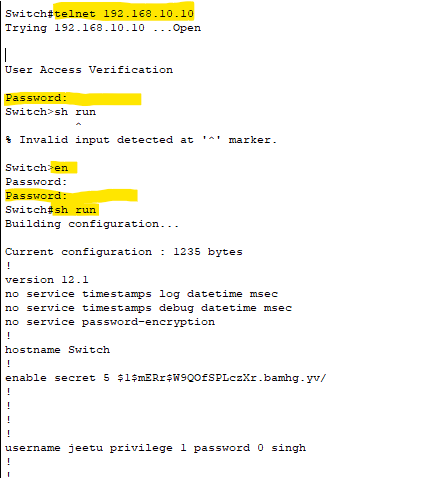 Switch#telnet 192.168.10.10
Trying 192.168.10.10 ...Open
User Access Verification
Password:
Switch>sh run
^
% Invalid input detected at '^' marker.
Switch>en
Password:
Password:
Switch#sh run
Building configuration...
Current configuration : 1235 bytes
!
version 12.1
no service timestamps log datetime msec
no service timestamps debug datetime msec
no service password-encryption
!
hostname Switch
!
enable secret 5 $1$mERr$W9QOfSPLczXr.bamhg.yv/
!
!
!
!
username jeetu privilege 1 password 0 singh
!
!